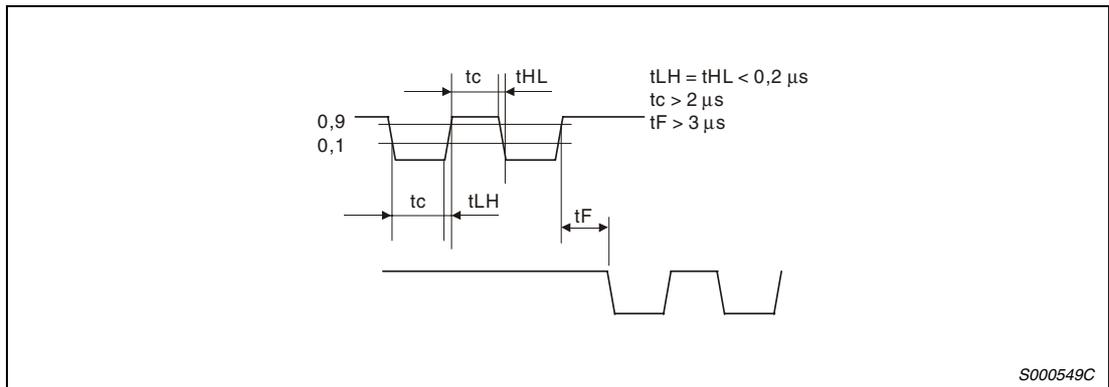 tc tHL
tLH = tHL < 0,2 µs
tc > 2 µs
tF > 3 µs
0,9
0,1
tc tLH
tF
S000549C